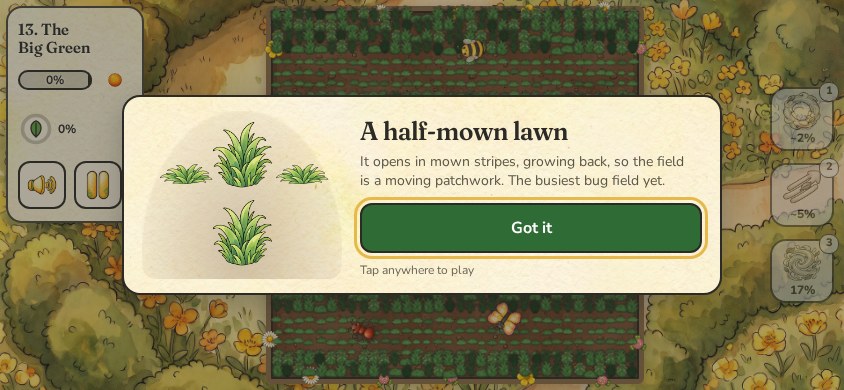 13. The
Big Green
0%
0%
A half-mown lawn
It opens in mown stripes, growing back, so the field
is a moving patchwork. The busiest bug field yet.
Got it
Tap anywhere to play
1
-2%
2
-5%
3
17%